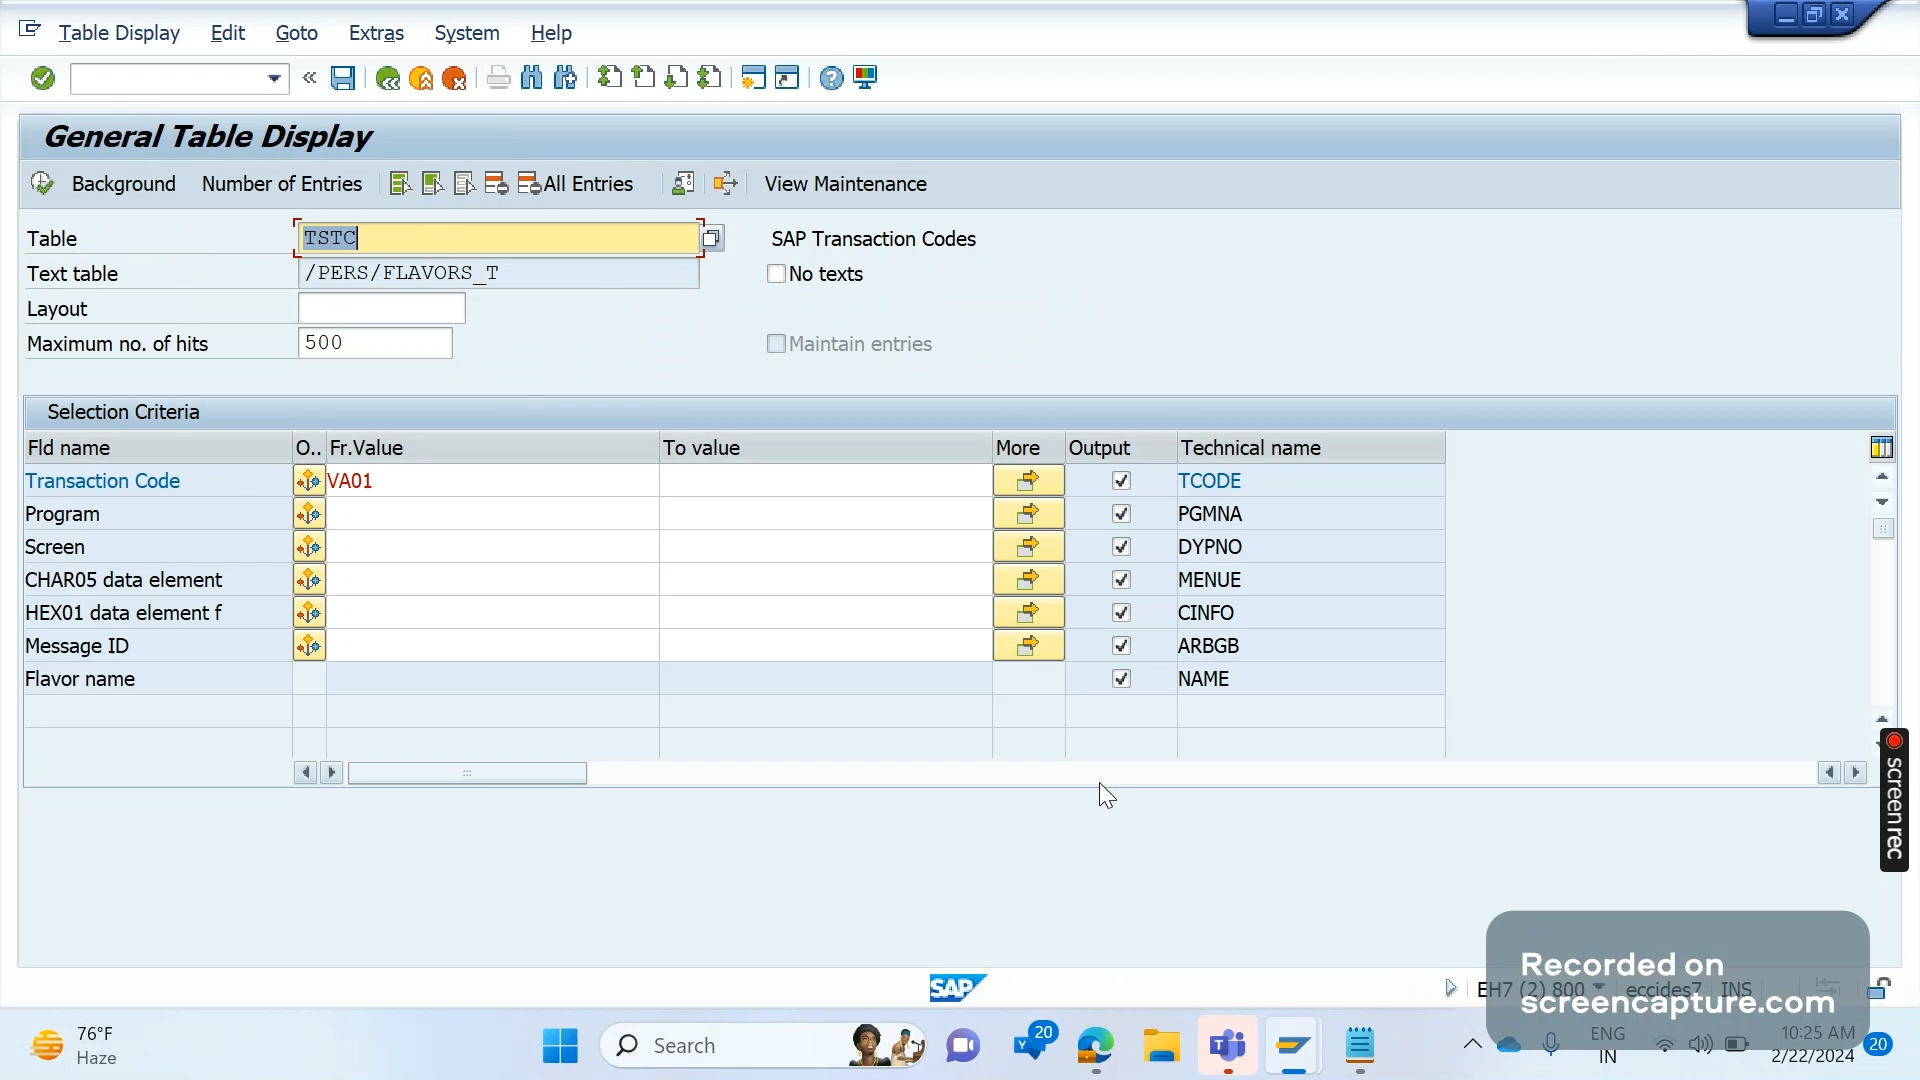 Table Display Edit Goto Extras System Help
General Table Display
Background Number of Entries All Entries View Maintenance
Table TSTC SAP Transaction Codes
Text table /PERS/FLAVORS_T No texts
Layout
Maximum no. of hits 500 Maintain entries
Selection Criteria
Fld name O.. Fr.Value To value More Output Technical name
Transaction Code VA01 TCODE
Program PGMNA
Screen DYPNO
CHAR05 data element MENUE
HEX01 data element f CINFO
Message ID ARBGB
Flavor name NAME
screenrec
Recorded on
screencapture.com
SAP EH7 (2) 800 eccides7 INS
76°F
Haze
Search
20
ENG
IN
10:25 AM
2/22/2024
20